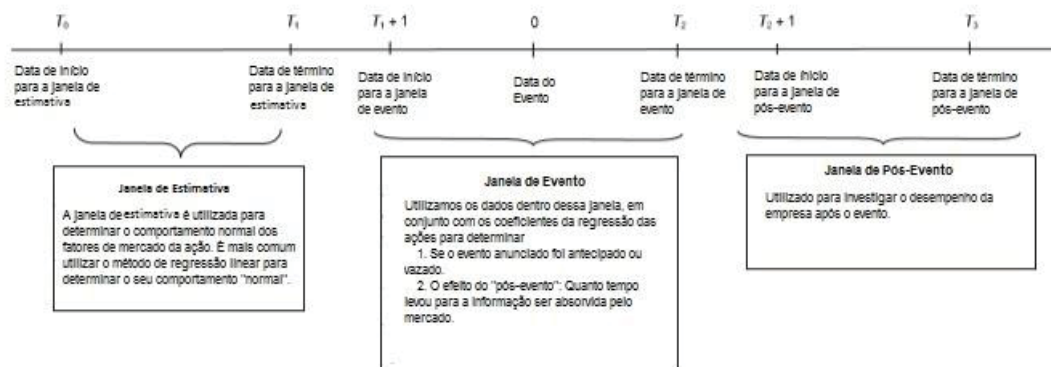 T₀ T₁ T₁ + 1 0 T₂ T₂ + 1 T₃
Data de início
para a janela de
estimativa
Data de término
para a janela de
estimativa
Data de início
para a janela
de evento
Data do
Evento
Data de término
para a janela de
evento
Data de início
para a janela de
pós-evento
Data de término
para a janela de
pós-evento
Janela de Estimativa
A janela de estimativa é utilizada para
determinar o comportamento normal dos
fatores de mercado da ação. É mais comum
utilizar o método de regressão linear para
determinar o seu comportamento "normal".
Janela de Evento
Utilizamos os dados dentro dessa janela, em
conjunto com os coeficientes da regressão das
ações para determinar
1. Se o evento anunciado foi antecipado ou
vazado.
2. O efeito do "pós-evento": Quanto tempo
levou para a informação ser absorvida pelo
mercado.
Janela de Pós-Evento
Utilizado para investigar o desempenho da
empresa após o evento.